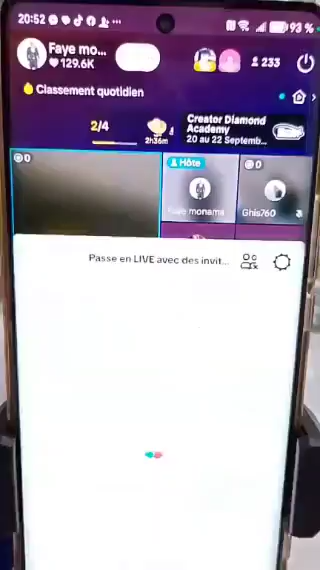 20:52
93 %
Faye mo...
129.6K
233
Classement quotidien
2/4
2h36m
Creator Diamond
Academy
20 au 22 Septemb...
0
Hôte
0
Faye momama
Ghis760
Passe en LIVE avec des invit...